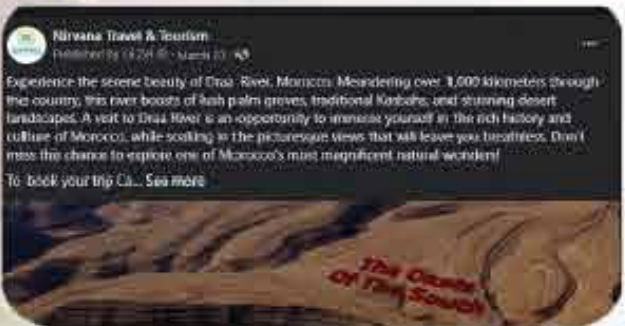 Nirvana Travel & Tourism
Published by
March
Experience the serene beauty of Draa River, Morocco. Meandering over 1,000 kilometers through
this country, this river boasts of lush palm groves, traditional Kasbahs, and stunning desert
landscapes. A visit to Draa River is an opportunity to immerse yourself in the rich history and
culture of Morocco, while soaking in the picturesque views that will leave you breathless. Don't
miss this chance to explore one of Morocco's most magnificent natural wonders!
To book your trip Ca... See more
The Oasis
Of The South